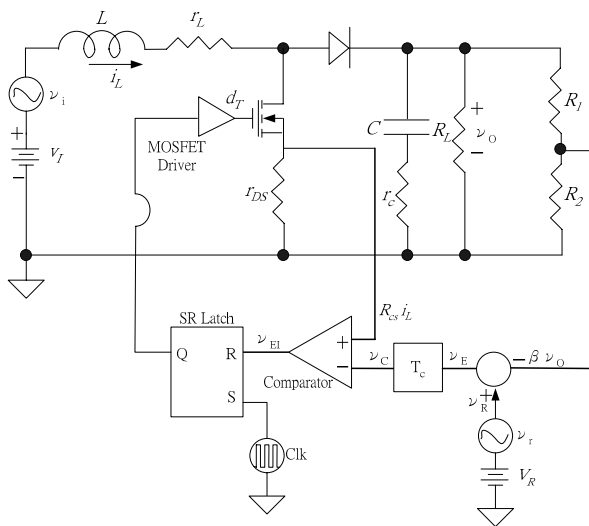 L
r_L
i_L
ν_i
+
V_I
−
d_T
MOSFET
Driver
r_DS
C
r_c
R_L
+
ν_O
−
R_1
R_2
R_cs i_L
SR Latch
Q
R
S
ν_EI
+
−
Comparator
ν_C
T_c
ν_E
− β ν_O
+
ν_R
ν_r
V_R
Clk